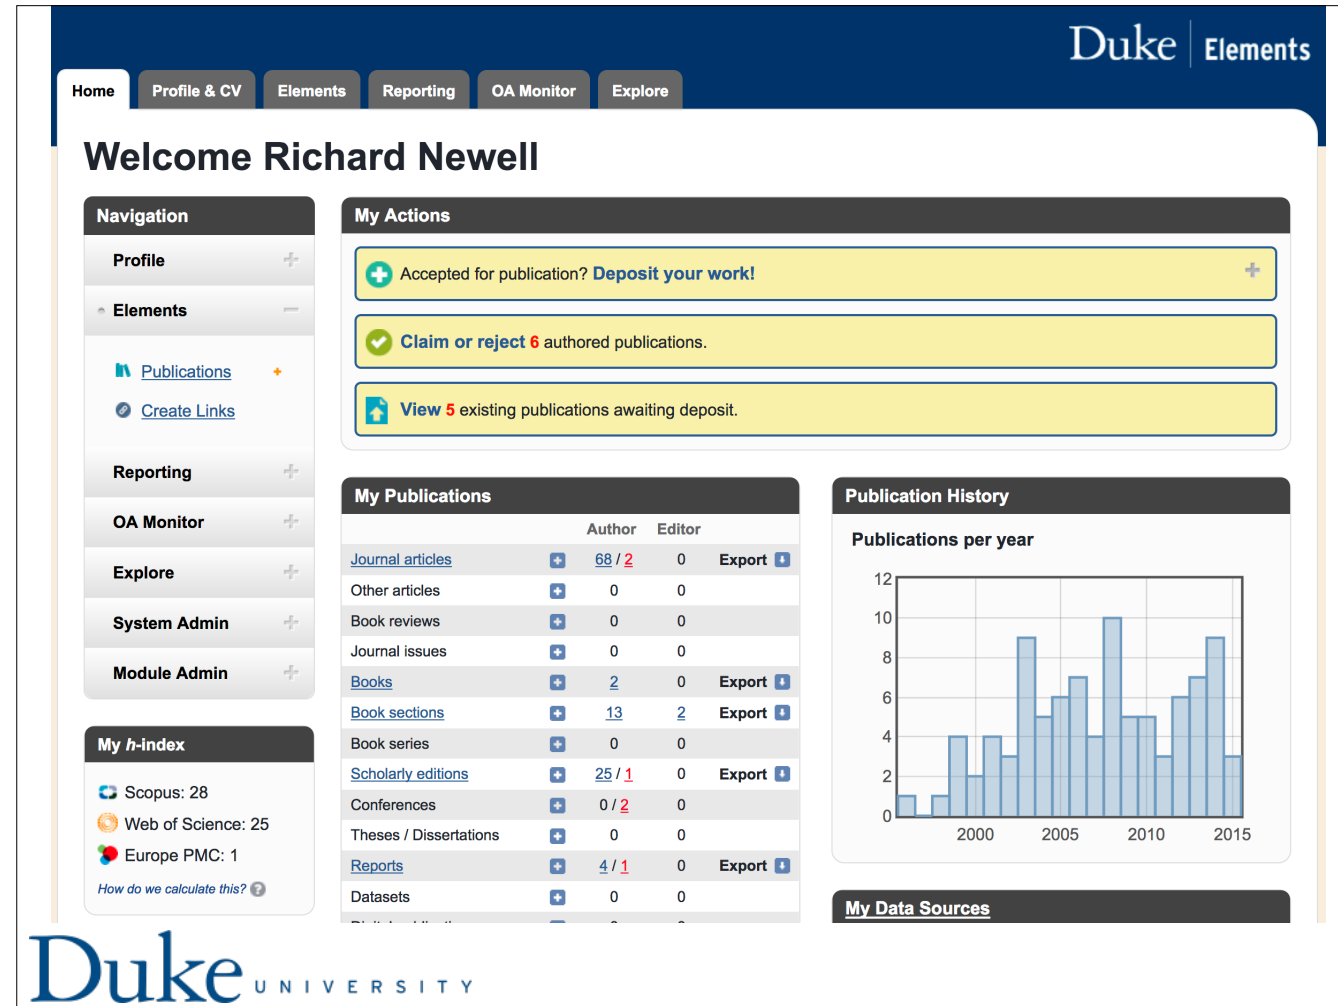 Duke | Elements
Home Profile & CV Elements Reporting OA Monitor Explore
Welcome Richard Newell
Navigation
Profile
Elements
Publications
Create Links
Reporting
OA Monitor
Explore
System Admin
Module Admin
My h-index
Scopus: 28
Web of Science: 25
Europe PMC: 1
How do we calculate this? ?
My Actions
Accepted for publication? Deposit your work!
Claim or reject 6 authored publications.
View 5 existing publications awaiting deposit.
My Publications
Author Editor
Journal articles 68 / 2 0 Export
Other articles 0 0
Book reviews 0 0
Journal issues 0 0
Books 2 0 Export
Book sections 13 2 Export
Book series 0 0
Scholarly editions 25 / 1 0 Export
Conferences 0 / 2 0
Theses / Dissertations 0 0
Reports 4 / 1 0 Export
Datasets 0 0
Publication History
Publications per year
12
10
8
6
4
2
0
2000 2005 2010 2015
My Data Sources
Duke UNIVERSITY